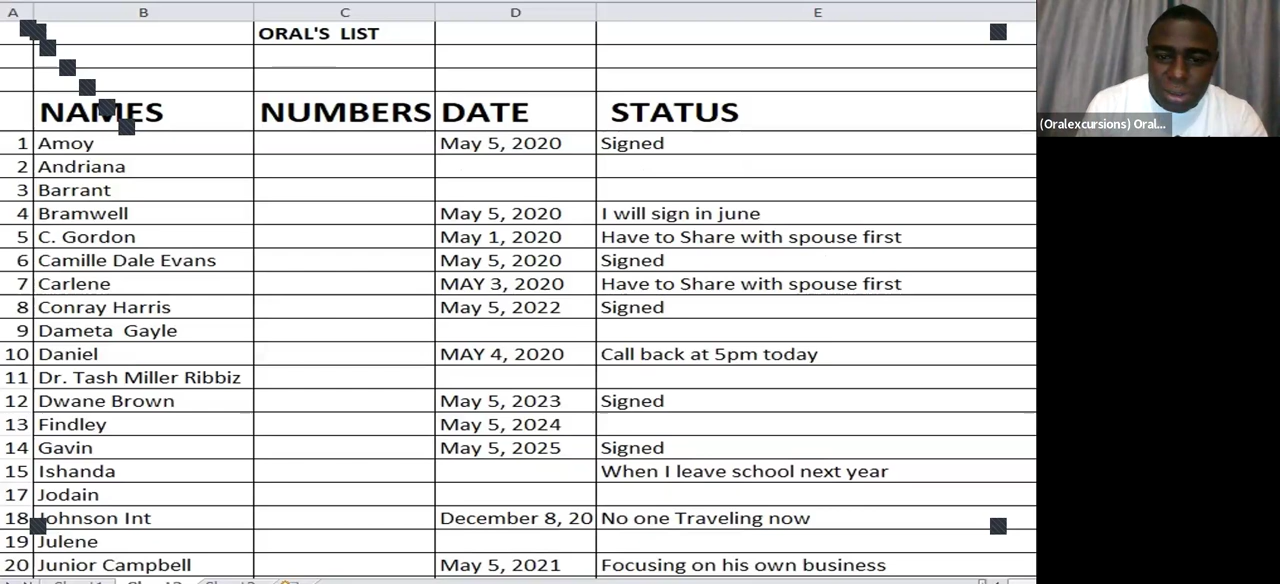 A B C D E
ORAL'S LIST
NAMES NUMBERS DATE STATUS
1 Amoy May 5, 2020 Signed
2 Andriana
3 Barrant
4 Bramwell May 5, 2020 I will sign in june
5 C. Gordon May 1, 2020 Have to Share with spouse first
6 Camille Dale Evans May 5, 2020 Signed
7 Carlene MAY 3, 2020 Have to Share with spouse first
8 Conray Harris May 5, 2022 Signed
9 Dameta Gayle
10 Daniel MAY 4, 2020 Call back at 5pm today
11 Dr. Tash Miller Ribbiz
12 Dwane Brown May 5, 2023 Signed
13 Findley May 5, 2024
14 Gavin May 5, 2025 Signed
15 Ishanda When I leave school next year
17 Jodain
18 Johnson Int December 8, 20 No one Traveling now
19 Julene
20 Junior Campbell May 5, 2021 Focusing on his own business
(Oralexcursions) Oral...